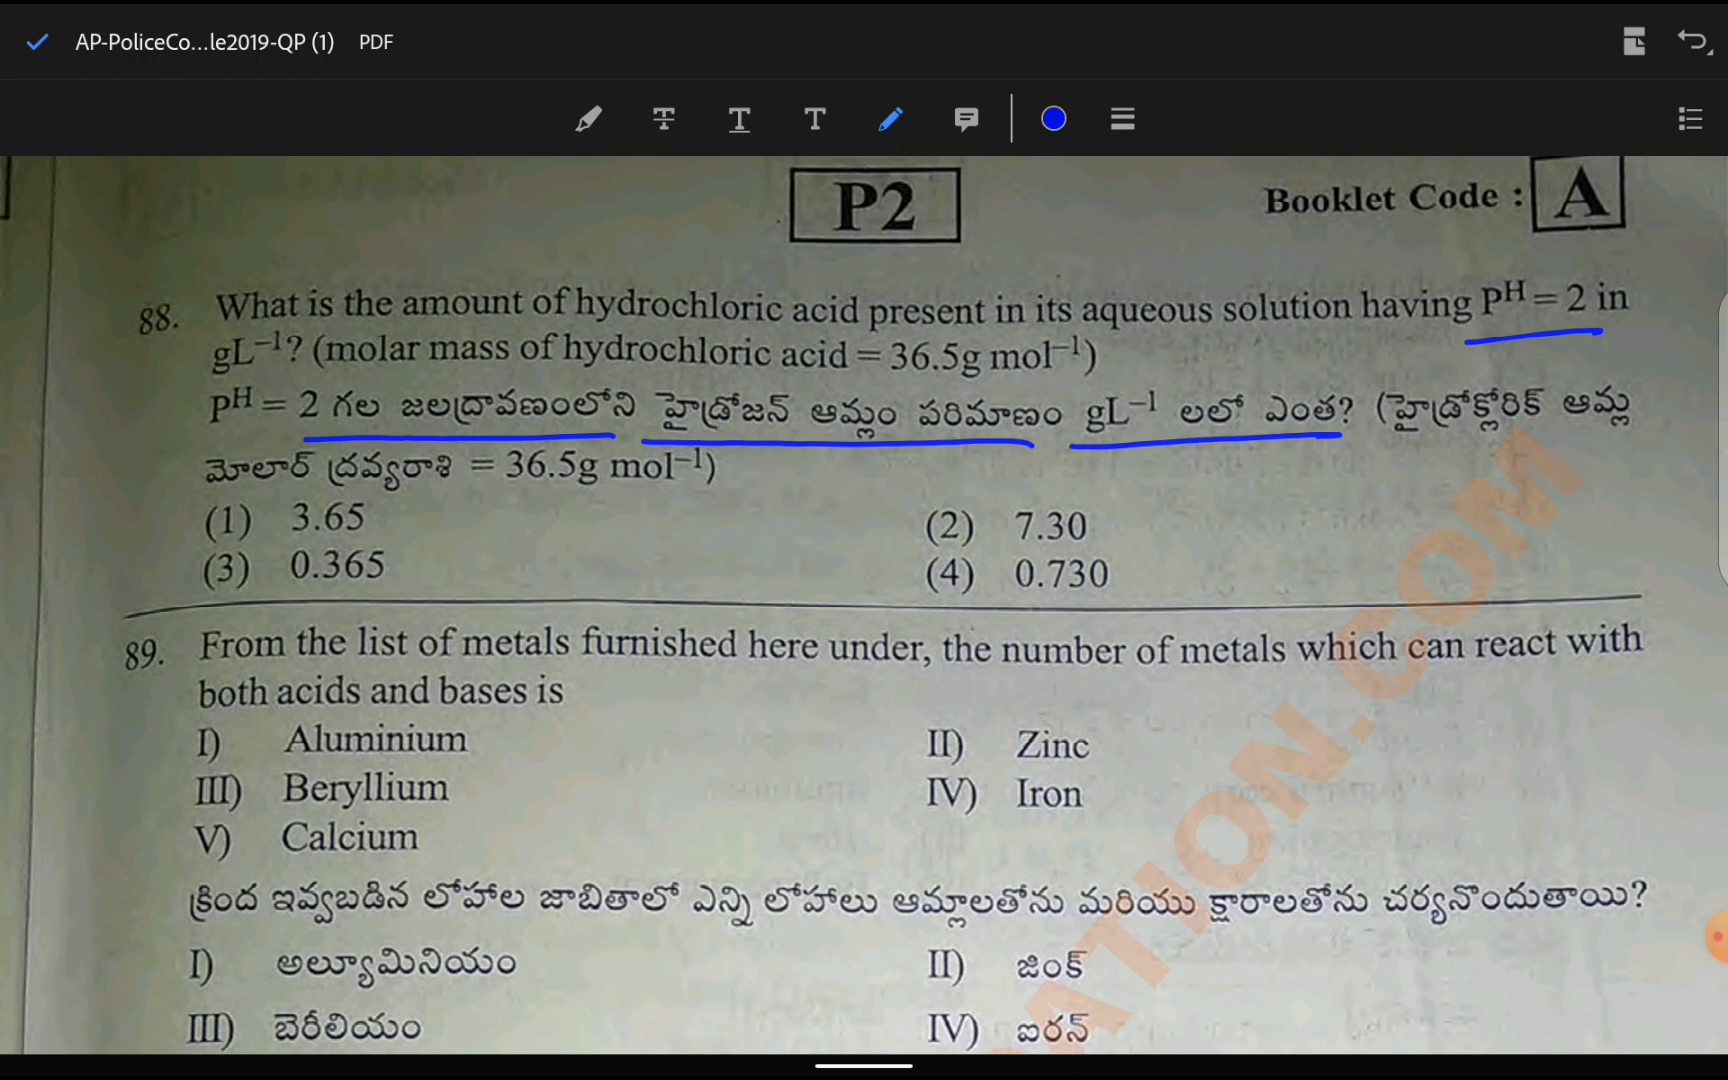 AP-PoliceCo...le2019-QP (1) PDF
P2
Booklet Code : A
88. What is the amount of hydrochloric acid present in its aqueous solution having Pᴴ = 2 in
gL⁻¹? (molar mass of hydrochloric acid = 36.5g mol⁻¹)
Pᴴ = 2 గల జలద్రావణంలోని హైడ్రోజన్ ఆమ్లం పరిమాణం gL⁻¹ లలో ఎంత? (హైడ్రోక్లోరిక్ ఆమ్ల
మోలార్ ద్రవ్యరాశి = 36.5g mol⁻¹)
(1) 3.65 (2) 7.30
(3) 0.365 (4) 0.730
89. From the list of metals furnished here under, the number of metals which can react with
both acids and bases is
I) Aluminium II) Zinc
III) Beryllium IV) Iron
V) Calcium
క్రింద ఇవ్వబడిన లోహాల జాబితాలో ఎన్ని లోహాలు ఆమ్లాలతోను మరియు క్షారాలతోను చర్యనొందుతాయి?
I) అల్యూమినియం II) జింక్
III) బెరీలియం IV) ఐరన్
ATION.COM